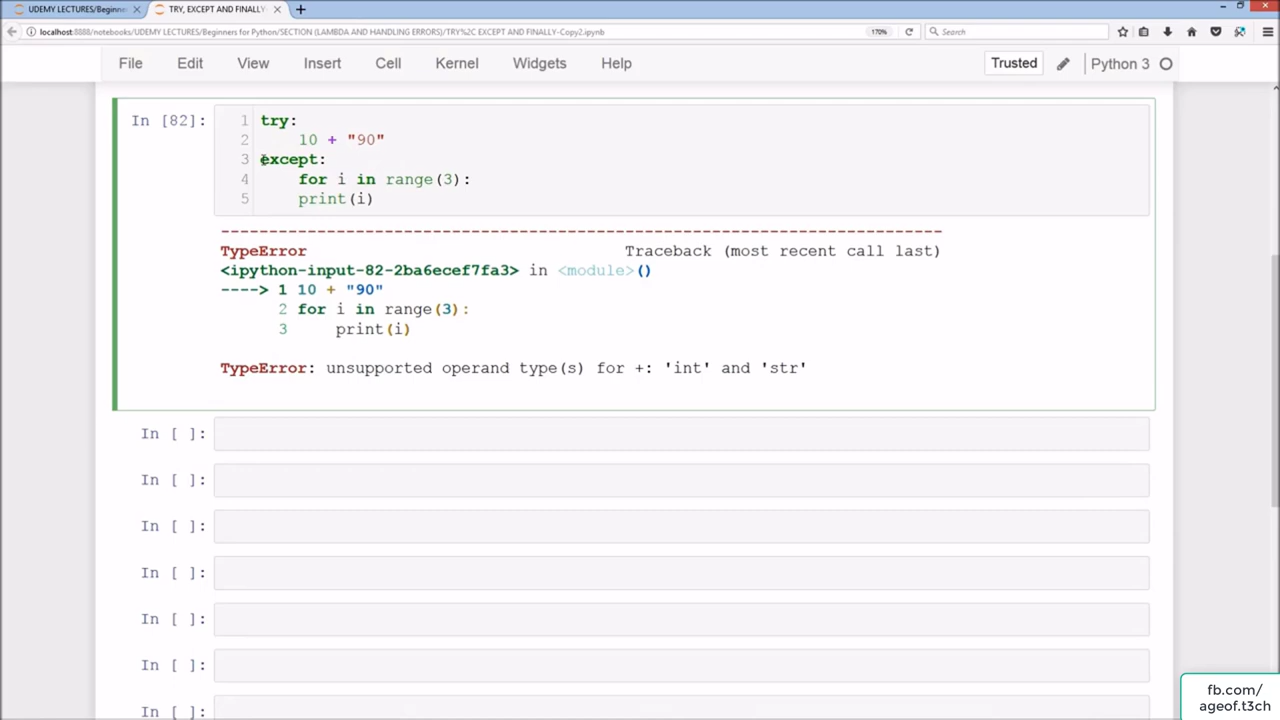 UDEMY LECTURES/Beginners
TRY, EXCEPT AND FINALLY-
localhost:8888/notebooks/UDEMY LECTURES/Beginners for Python/SECTION (LAMBDA AND HANDLING ERRORS)/TRY%2C EXCEPT AND FINALLY-Copy2.ipynb
170%
Search
File Edit View Insert Cell Kernel Widgets Help
Trusted
Python 3
In [82]:
1 try:
2 10 + "90"
3 except:
4 for i in range(3):
5 print(i)
---------------------------------------------------------------------------
TypeError Traceback (most recent call last)
<ipython-input-82-2ba6ecef7fa3> in <module>()
----> 1 10 + "90"
2 for i in range(3):
3 print(i)
TypeError: unsupported operand type(s) for +: 'int' and 'str'
In [ ]:
In [ ]:
In [ ]:
In [ ]:
In [ ]:
In [ ]:
In [ ]:
fb.com/
ageof.t3ch